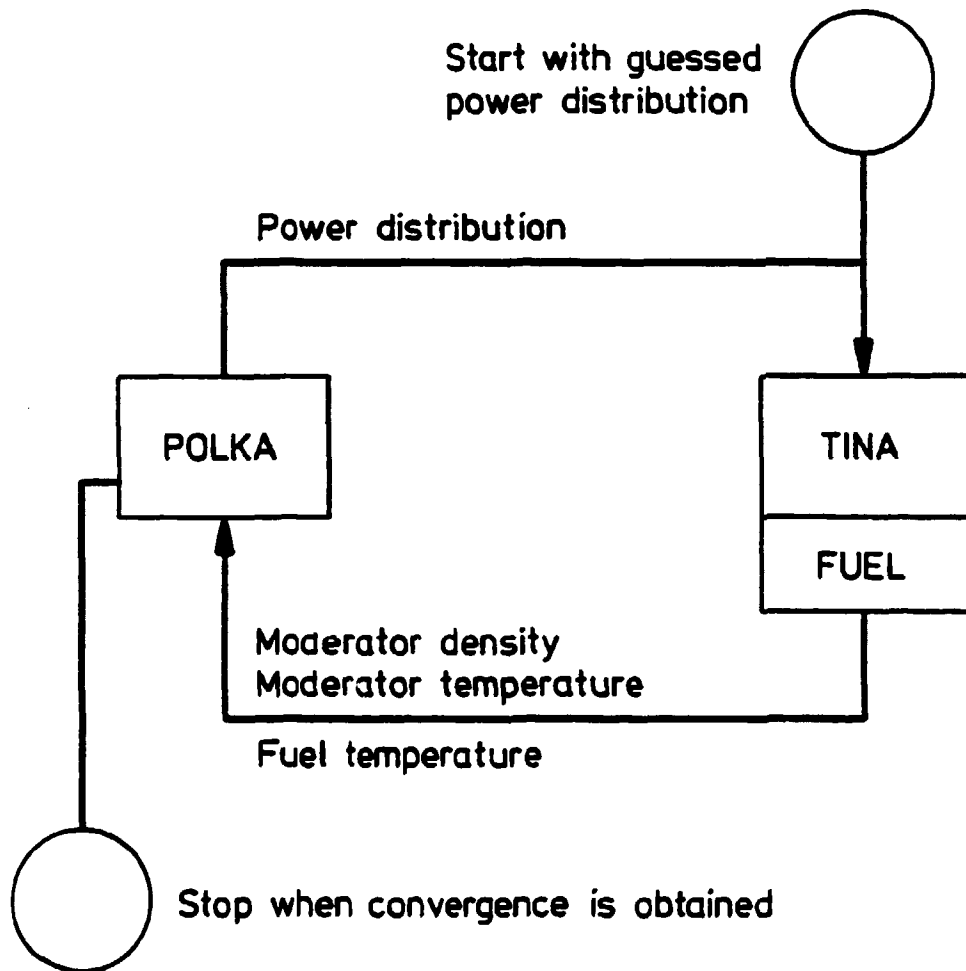 Start with guessed
power distribution
Power distribution
POLKA
TINA
FUEL
Moderator density
Moderator temperature
Fuel temperature
Stop when convergence is obtained